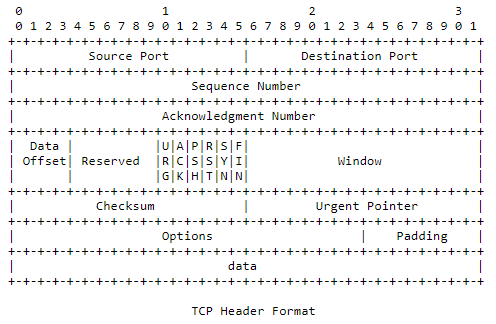 0                   1                   2                   3
 0 1 2 3 4 5 6 7 8 9 0 1 2 3 4 5 6 7 8 9 0 1 2 3 4 5 6 7 8 9 0 1
+-+-+-+-+-+-+-+-+-+-+-+-+-+-+-+-+-+-+-+-+-+-+-+-+-+-+-+-+-+-+-+-+
|          Source Port          |       Destination Port        |
+-+-+-+-+-+-+-+-+-+-+-+-+-+-+-+-+-+-+-+-+-+-+-+-+-+-+-+-+-+-+-+-+
|                        Sequence Number                        |
+-+-+-+-+-+-+-+-+-+-+-+-+-+-+-+-+-+-+-+-+-+-+-+-+-+-+-+-+-+-+-+-+
|                    Acknowledgment Number                      |
+-+-+-+-+-+-+-+-+-+-+-+-+-+-+-+-+-+-+-+-+-+-+-+-+-+-+-+-+-+-+-+-+
|  Data |           |U|A|P|R|S|F|                               |
| Offset| Reserved  |R|C|S|S|Y|I|            Window             |
|       |           |G|K|H|T|N|N|                               |
+-+-+-+-+-+-+-+-+-+-+-+-+-+-+-+-+-+-+-+-+-+-+-+-+-+-+-+-+-+-+-+-+
|           Checksum            |         Urgent Pointer        |
+-+-+-+-+-+-+-+-+-+-+-+-+-+-+-+-+-+-+-+-+-+-+-+-+-+-+-+-+-+-+-+-+
|                    Options                    |    Padding    |
+-+-+-+-+-+-+-+-+-+-+-+-+-+-+-+-+-+-+-+-+-+-+-+-+-+-+-+-+-+-+-+-+
|                             data                              |
+-+-+-+-+-+-+-+-+-+-+-+-+-+-+-+-+-+-+-+-+-+-+-+-+-+-+-+-+-+-+-+-+
                        TCP Header Format